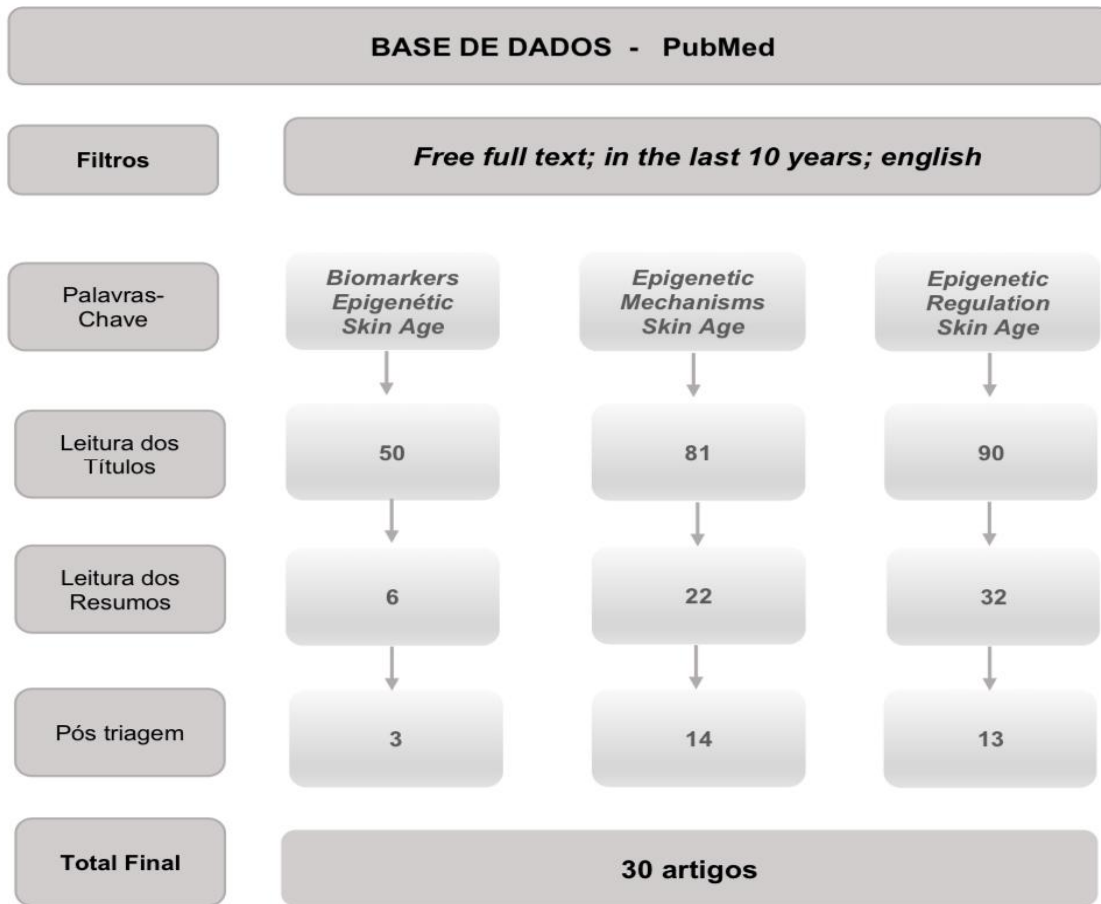 BASE DE DADOS - PubMed
Filtros
Free full text; in the last 10 years; english
Palavras-
Chave
Biomarkers
Epigenétic
Skin Age
Epigenetic
Mechanisms
Skin Age
Epigenetic
Regulation
Skin Age
Leitura dos
Títulos
50
81
90
Leitura dos
Resumos
6
22
32
Pós triagem
3
14
13
Total Final
30 artigos